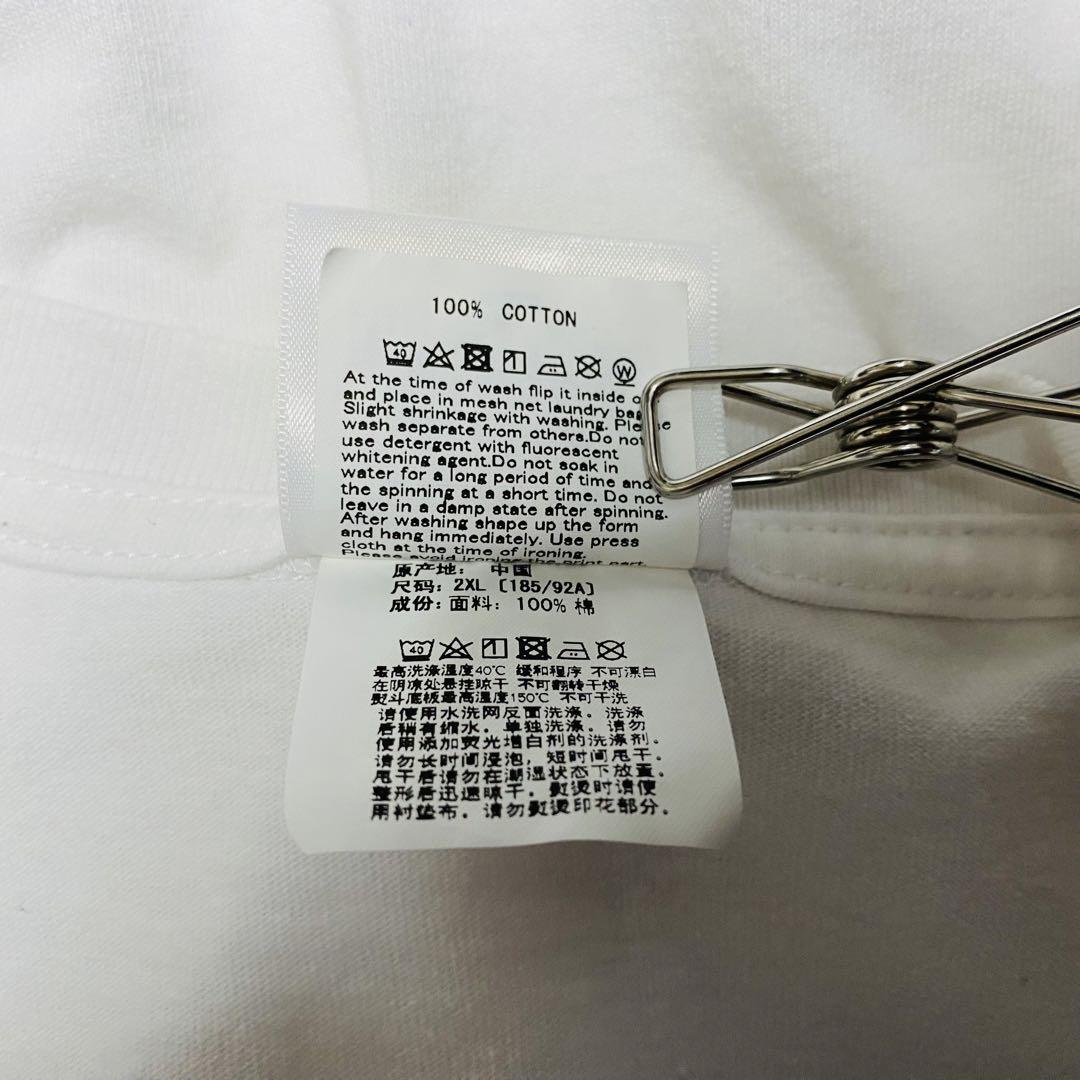 100% COTTON
40 W
At the time of wash flip it inside
and place in mesh net laundry bag
Slight shrinkage with washing. Please
wash separate from others.Do not
use detergent with fluorescent
whitening agent.Do not soak in
water for a long period of time and
the spinning at a short time. Do not
leave in a damp state after spinning.
After washing shape up the form
and hang immediately. Use press
cloth at the time of ironing.
Please avoid ironing the print part.
原产地: 中国
尺码: 2XL [185/92A]
成份: 面料: 100% 棉
40
最高洗涤温度40℃ 缓和程序 不可漂白
在阴凉处悬挂晾干 不可翻转干燥
熨斗底板最高温度150℃ 不可干洗
请使用水洗网反面洗涤。洗涤
后稍有缩水。单独洗涤。请勿
使用添加荧光增白剂的洗涤剂。
请勿长时间浸泡，短时间甩干。
甩干后请勿在潮湿状态下放置。
整形后迅速晾干。熨烫时请使
用衬垫布。请勿熨烫印花部分。